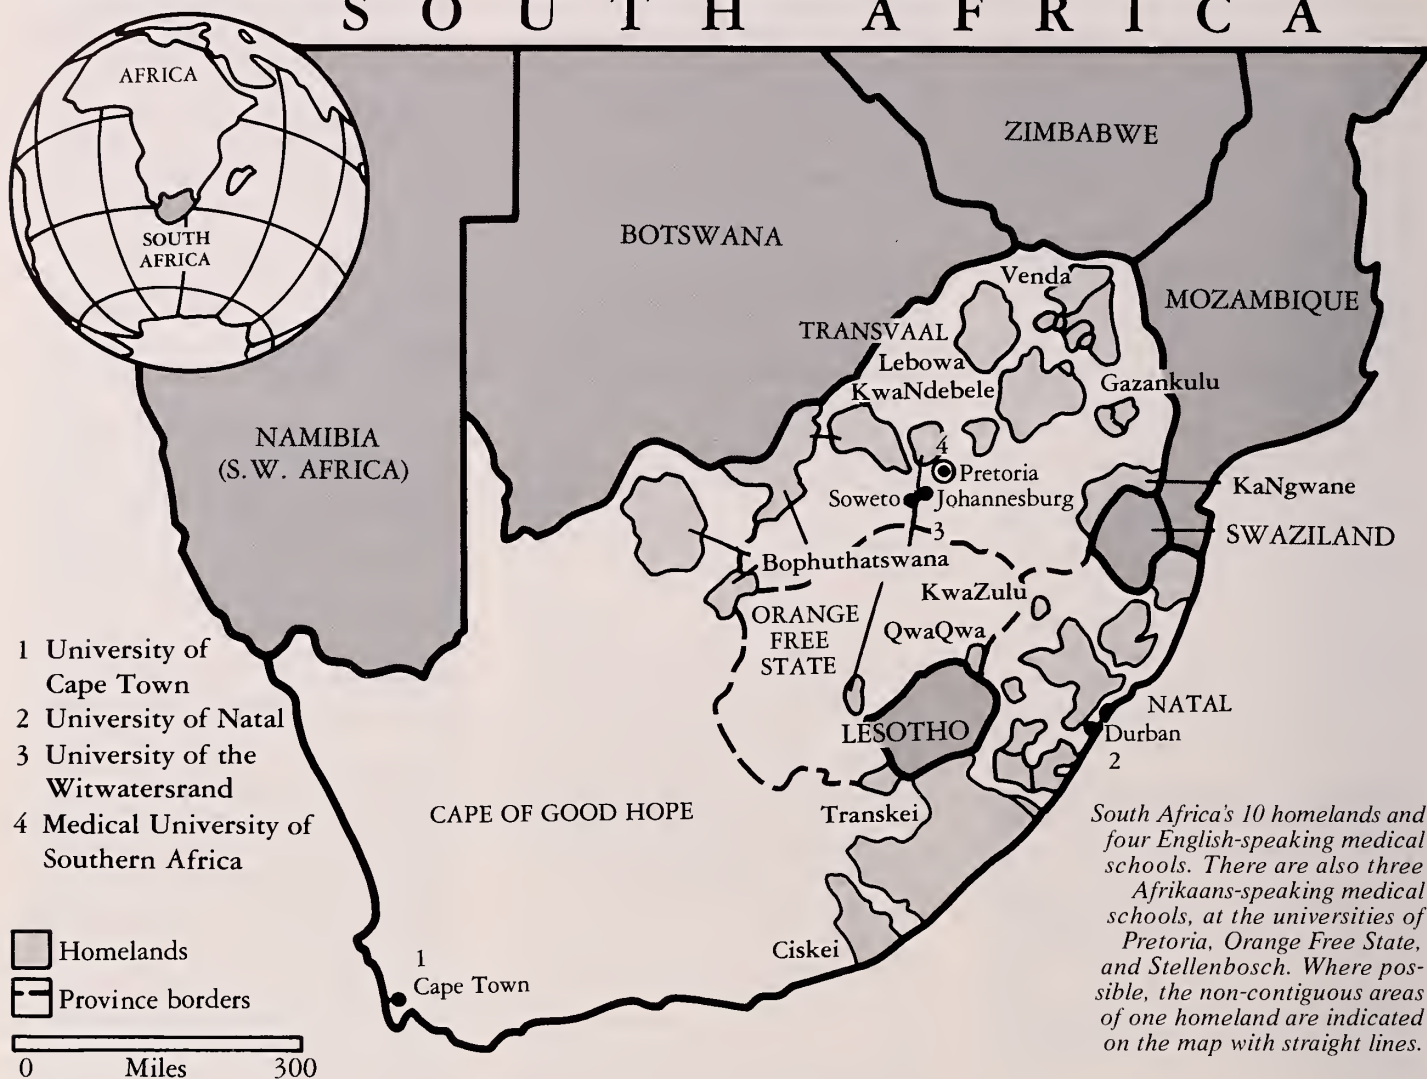 SOUTH AFRICA
AFRICA
SOUTH
AFRICA
ZIMBABWE
BOTSWANA
Venda
MOZAMBIQUE
TRANSVAAL
Lebowa
KwaNdebele
Gazankulu
NAMIBIA
(S.W. AFRICA)
4
Pretoria
KaNgwane
Soweto
Johannesburg
3
SWAZILAND
Bophuthatswana
KwaZulu
ORANGE
FREE
STATE
QwaQwa
NATAL
LESOTHO
Durban
2
CAPE OF GOOD HOPE
Transkei
Ciskei
1
Cape Town
1 University of
Cape Town
2 University of Natal
3 University of the
Witwatersrand
4 Medical University of
Southern Africa
Homelands
Province borders
0 Miles 300
South Africa's 10 homelands and
four English-speaking medical
schools. There are also three
Afrikaans-speaking medical
schools, at the universities of
Pretoria, Orange Free State,
and Stellenbosch. Where pos-
sible, the non-contiguous areas
of one homeland are indicated
on the map with straight lines.